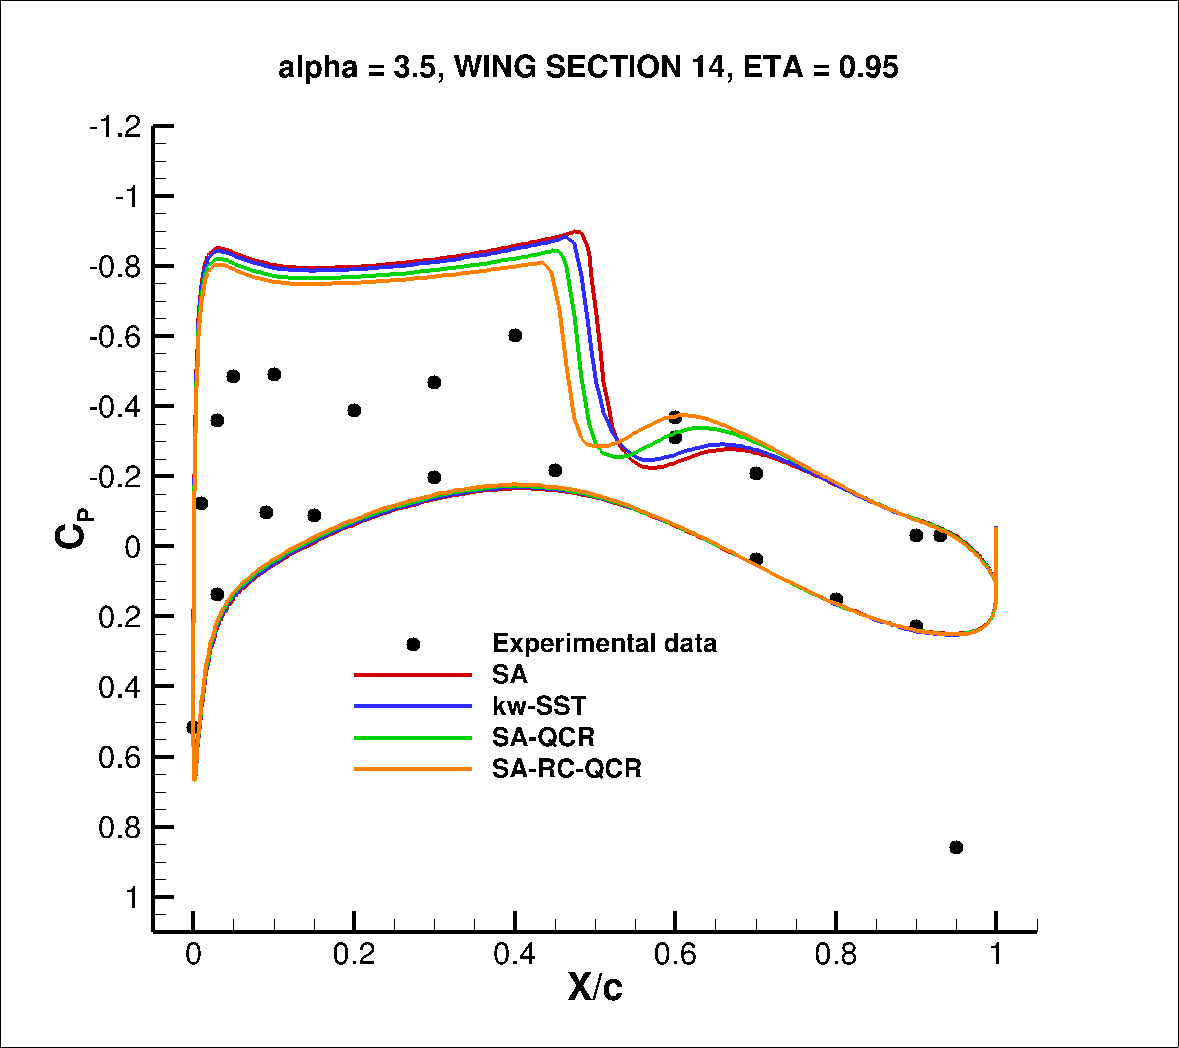 alpha = 3.5, WING SECTION 14, ETA = 0.95
-1.2
-1
-0.8
-0.6
-0.4
-0.2
0
0.2
0.4
0.6
0.8
1
CP
Experimental data
SA
kw-SST
SA-QCR
SA-RC-QCR
0 0.2 0.4 0.6 0.8 1
X/c